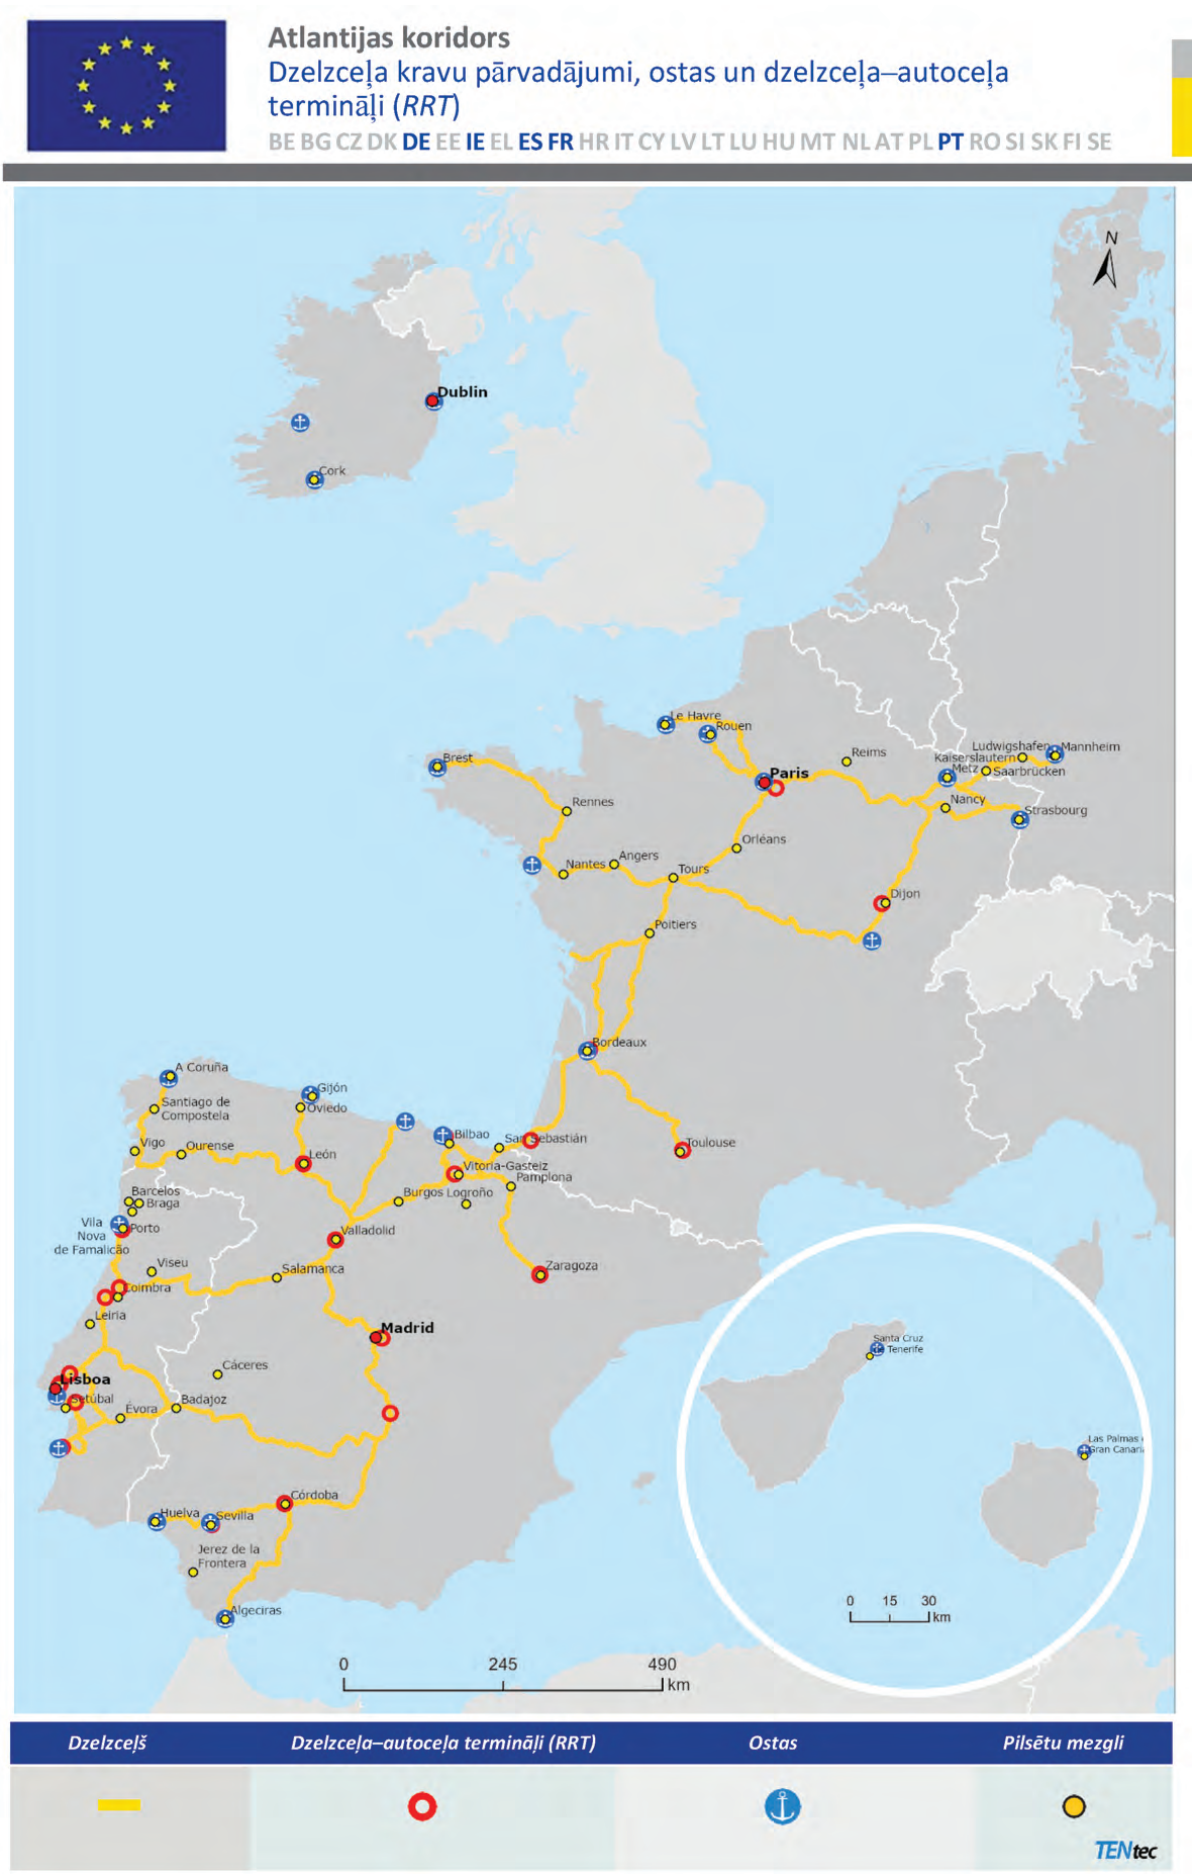 Atlantijas koridors
Dzelzceļa kravu pārvadājumi, ostas un dzelzceļa–autoceļa
termināļi (RRT)
BE BG CZ DK DE EE IE EL ES FR HR IT CY LV LT LU HU MT NL AT PL PT RO SI SK FI SE
N
Dublin
Cork
Le Havre
Rouen
Brest
Reims
Ludwigshafen
Mannheim
Kaiserslautern
Metz
Saarbrücken
Paris
Rennes
Nancy
Strasbourg
Orléans
Nantes
Angers
Tours
Dijon
Poitiers
Bordeaux
A Coruña
Gijón
Santiago de
Compostela
Oviedo
Vigo
Ourense
León
Bilbao
San Sebastián
Toulouse
Vitoria-Gasteiz
Pamplona
Barcelos
Braga
Burgos
Logroño
Vila
Nova
de Famalicão
Porto
Valladolid
Viseu
Salamanca
Zaragoza
Coimbra
Leiria
Madrid
Santa Cruz
Tenerife
Cáceres
Lisboa
Setúbal
Évora
Badajoz
Las Palmas
Gran Canari
Córdoba
Huelva
Sevilla
Jerez de la
Frontera
Algeciras
0 15 30
km
0 245 490
km
Dzelzceļš
Dzelzceļa–autoceļa termināļi (RRT)
Ostas
Pilsētu mezgli
TENtec